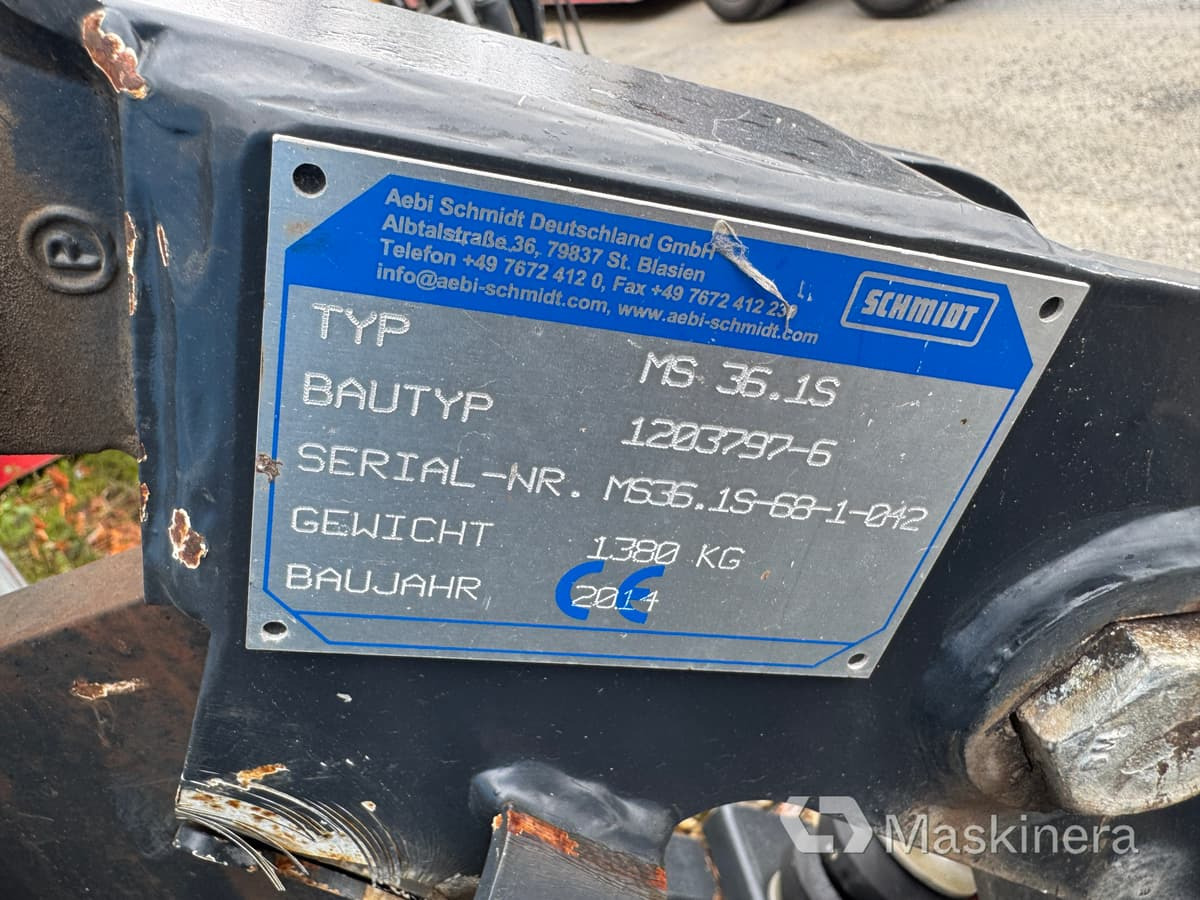 Aebi Schmidt Deutschland GmbH
Albtalstraße 36, 79837 St. Blasien
Telefon +49 7672 412 0, Fax +49 7672 412 230
info@aebi-schmidt.com, www.aebi-schmidt.com
SCHMIDT
TYP MS 36.1S
BAUTYP 1203797-6
SERIAL-NR. MS36.1S-68-1-042
GEWICHT 1380 KG
BAUJAHR 2014
CE
R
Maskinera